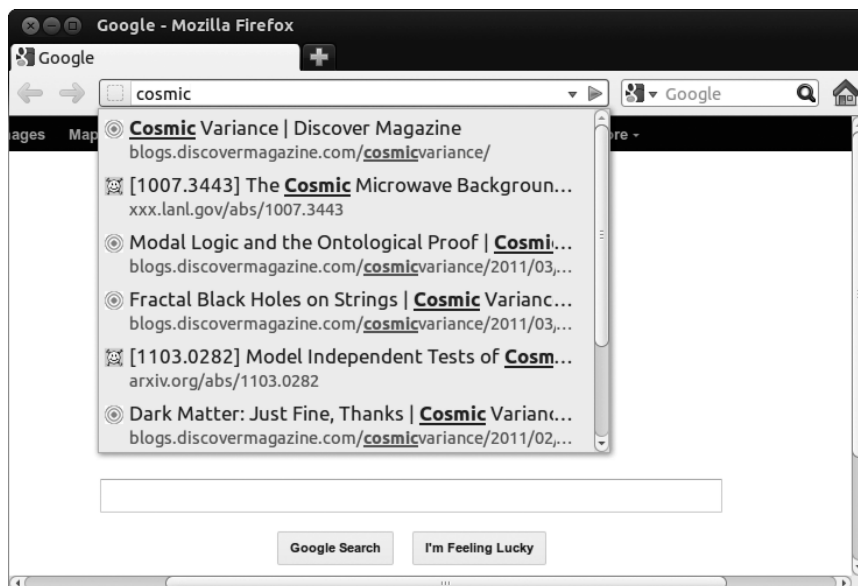 Google - Mozilla Firefox
Google
cosmic
Google
ages Map
re
Cosmic Variance | Discover Magazine
blogs.discovermagazine.com/cosmicvariance/
[1007.3443] The Cosmic Microwave Backgroun...
xxx.lanl.gov/abs/1007.3443
Modal Logic and the Ontological Proof | Cosmi...
blogs.discovermagazine.com/cosmicvariance/2011/03,...
Fractal Black Holes on Strings | Cosmic Varianc...
blogs.discovermagazine.com/cosmicvariance/2011/03,...
[1103.0282] Model Independent Tests of Cosm...
arxiv.org/abs/1103.0282
Dark Matter: Just Fine, Thanks | Cosmic Varianc...
blogs.discovermagazine.com/cosmicvariance/2011/02,...
Google Search I'm Feeling Lucky